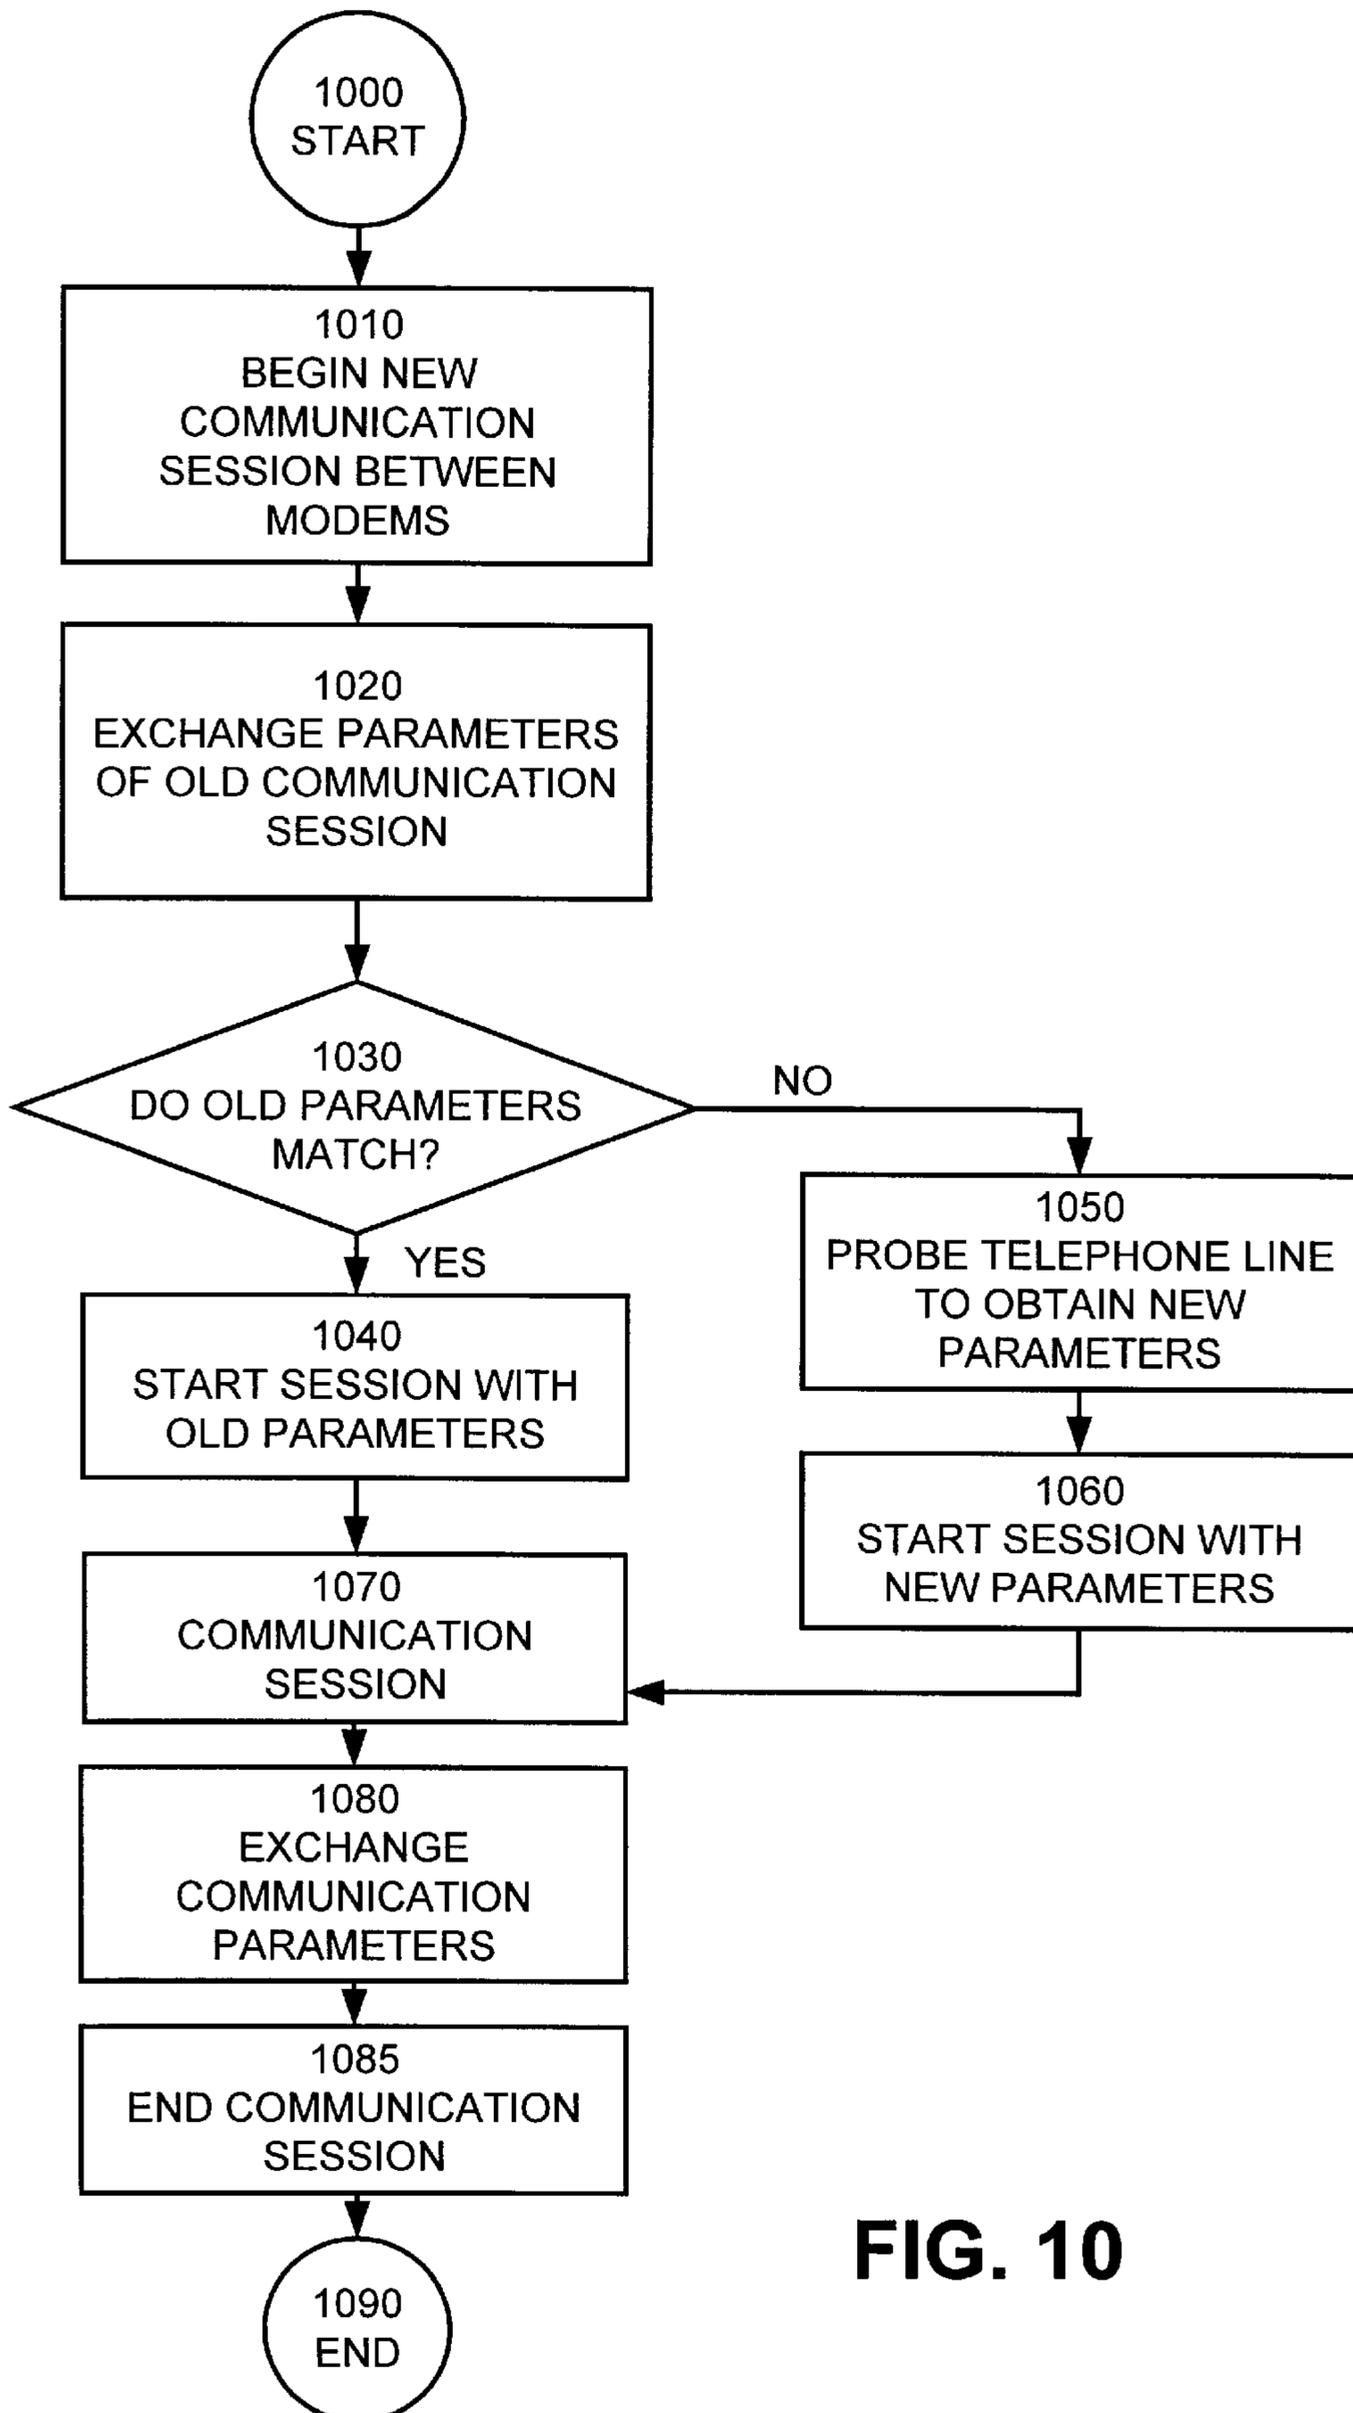 1000
START
1010
BEGIN NEW
COMMUNICATION
SESSION BETWEEN
MODEMS
1020
EXCHANGE PARAMETERS
OF OLD COMMUNICATION
SESSION
1030
DO OLD PARAMETERS
MATCH?
NO
YES
1040
START SESSION WITH
OLD PARAMETERS
1050
PROBE TELEPHONE LINE
TO OBTAIN NEW
PARAMETERS
1060
START SESSION WITH
NEW PARAMETERS
1070
COMMUNICATION
SESSION
1080
EXCHANGE
COMMUNICATION
PARAMETERS
1085
END COMMUNICATION
SESSION
1090
END
FIG. 10